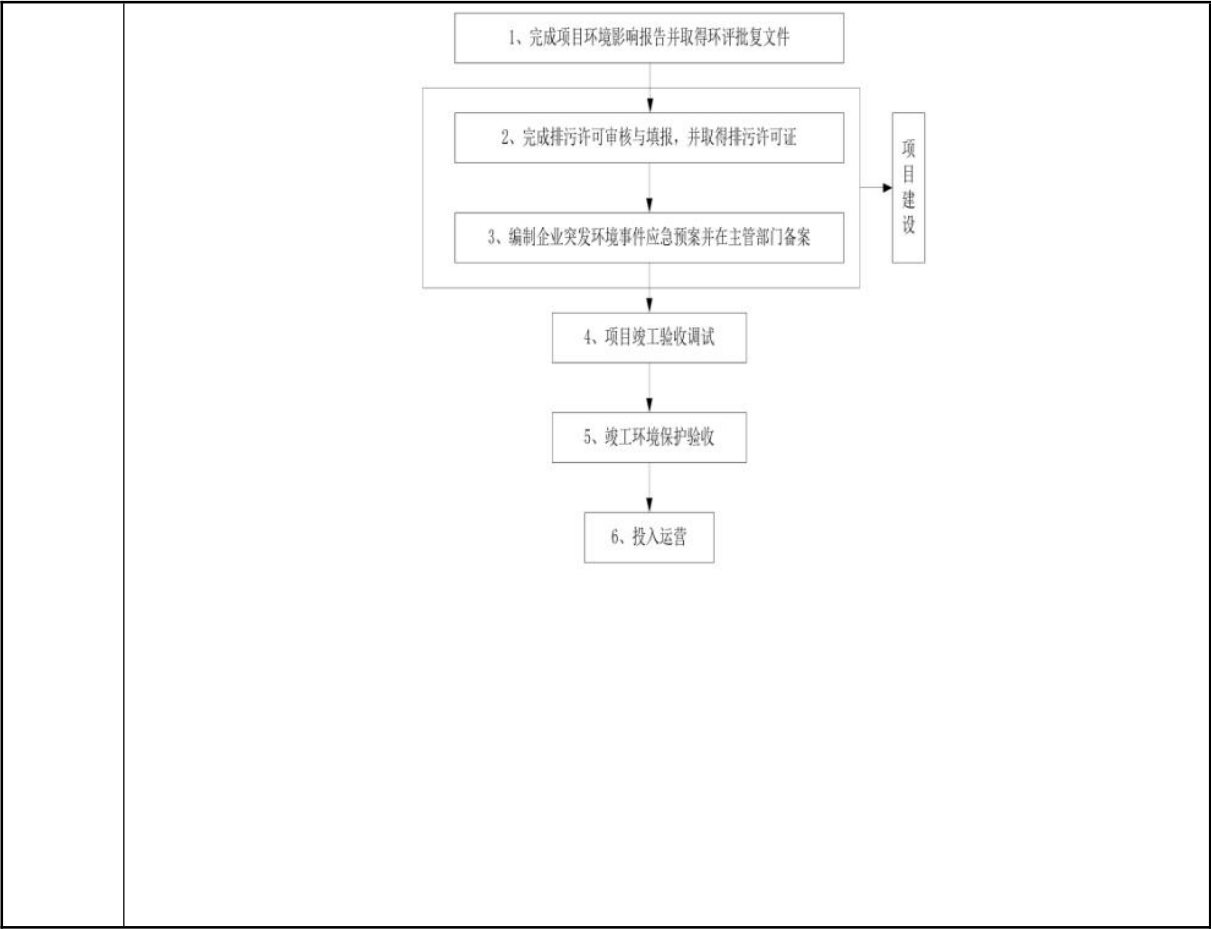 1、完成项目环境影响报告并取得环评批复文件
2、完成排污许可审核与填报，并取得排污许可证
项目建设
3、编制企业突发环境事件应急预案并在主管部门备案
4、项目竣工验收调试
5、竣工环境保护验收
6、投入运营